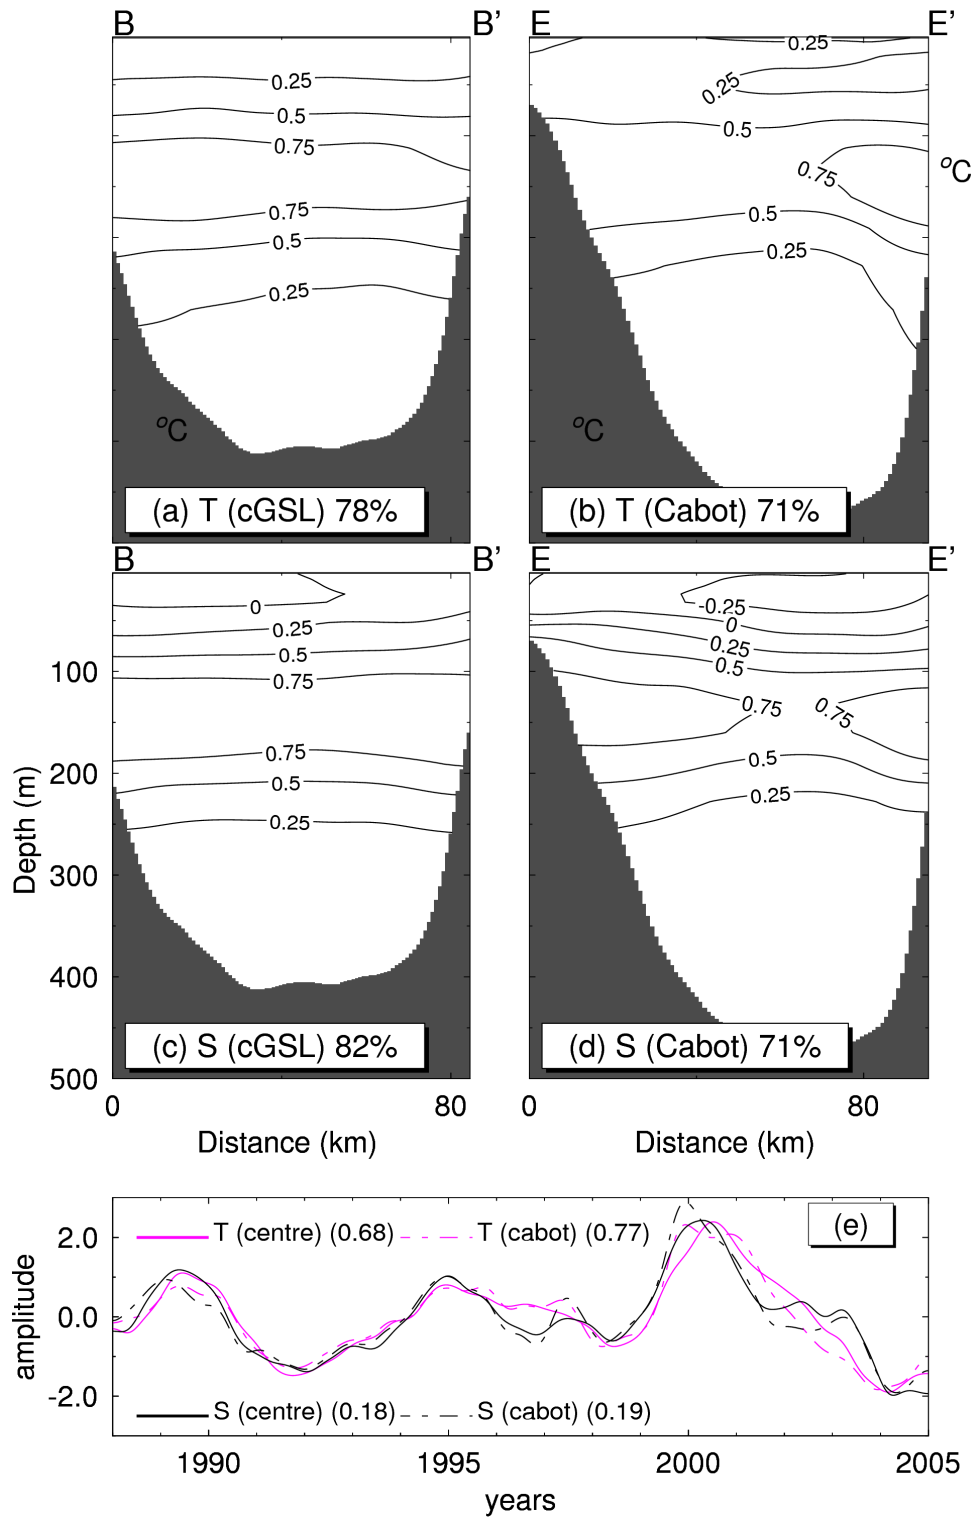 B B’ E E’
0.25
0.25
0.25
0.5
0.5
0.75
0.75
°C
0.75
0.5
0.5
0.25
0.25
°C
°C
(a) T (cGSL) 78%
(b) T (Cabot) 71%
B B’ E E’
0
-0.25
0.25
0
0.5
0.25
0.5
100
0.75
0.75
0.75
0.75
0.5
200
0.5
0.25
0.25
Depth (m)
300
400
(c) S (cGSL) 82%
(d) S (Cabot) 71%
500
0 80 0 80
Distance (km) Distance (km)
(e)
2.0
T (centre) (0.68)
T (cabot) (0.77)
amplitude
0.0
-2.0
S (centre) (0.18)
S (cabot) (0.19)
1990 1995 2000 2005
years